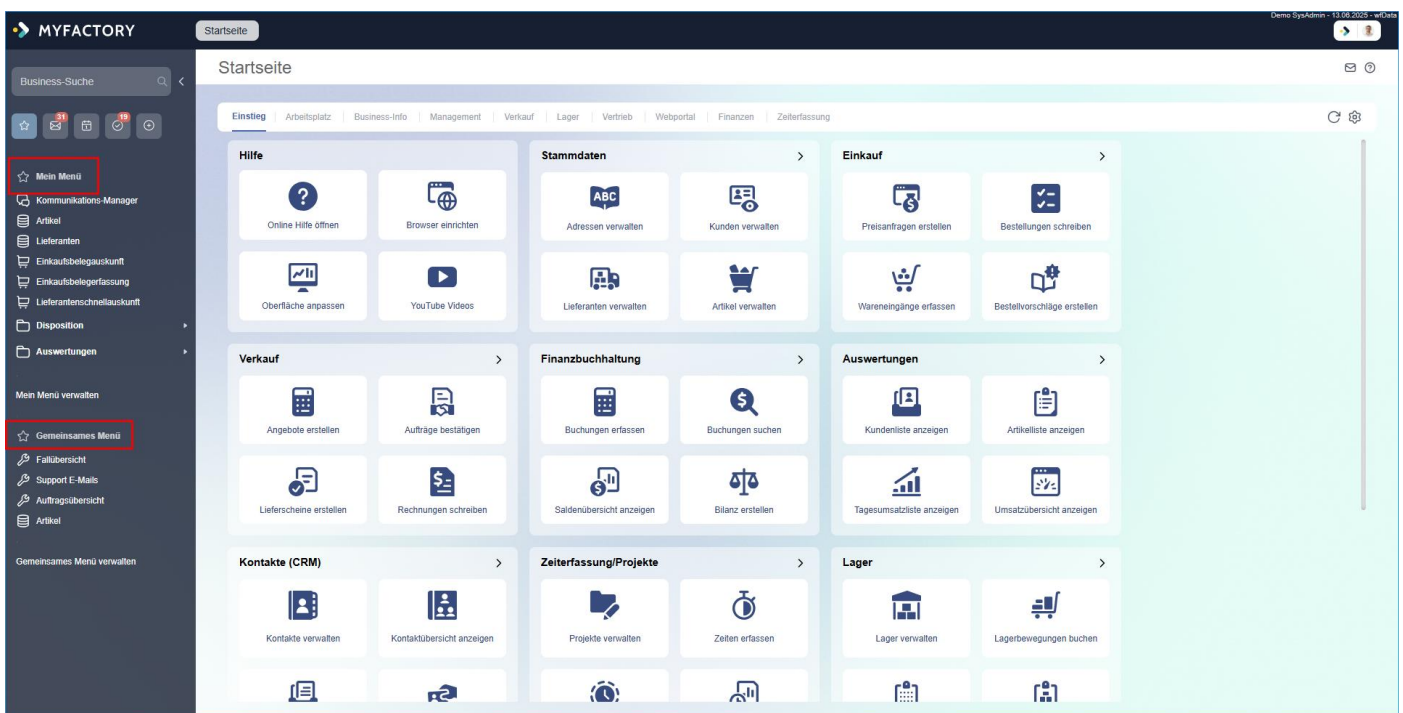 Demo SysAdmin - 13.06.2025 - wfData
MYFACTORY
Startseite
Startseite
Business-Suche
31
19
Mein Menü
Kommunikations-Manager
Artikel
Lieferanten
Einkaufsbelegauskunft
Einkaufsbelegerfassung
Lieferantenschnellauskunft
Disposition
Auswertungen
Mein Menü verwalten
Gemeinsames Menü
Fallübersicht
Support E-Mails
Auftragsübersicht
Artikel
Gemeinsames Menü verwalten
Einstieg Arbeitsplatz Business-Info Management Verkauf Lager Vertrieb Webportal Finanzen Zeiterfassung
Hilfe
Online Hilfe öffnen Browser einrichten
Oberfläche anpassen YouTube Videos
Stammdaten
ABC
Adressen verwalten Kunden verwalten
Lieferanten verwalten Artikel verwalten
Einkauf
Preisanfragen erstellen Bestellungen schreiben
Wareneingänge erfassen Bestellvorschläge erstellen
Verkauf
Angebote erstellen Aufträge bestätigen
Lieferscheine erstellen Rechnungen schreiben
Finanzbuchhaltung
Buchungen erfassen Buchungen suchen
Saldenübersicht anzeigen Bilanz erstellen
Auswertungen
Kundenliste anzeigen Artikelliste anzeigen
Tagesumsatzliste anzeigen Umsatzübersicht anzeigen
Kontakte (CRM)
Kontakte verwalten Kontaktübersicht anzeigen
Zeiterfassung/Projekte
Projekte verwalten Zeiten erfassen
Lager
Lager verwalten Lagerbewegungen buchen